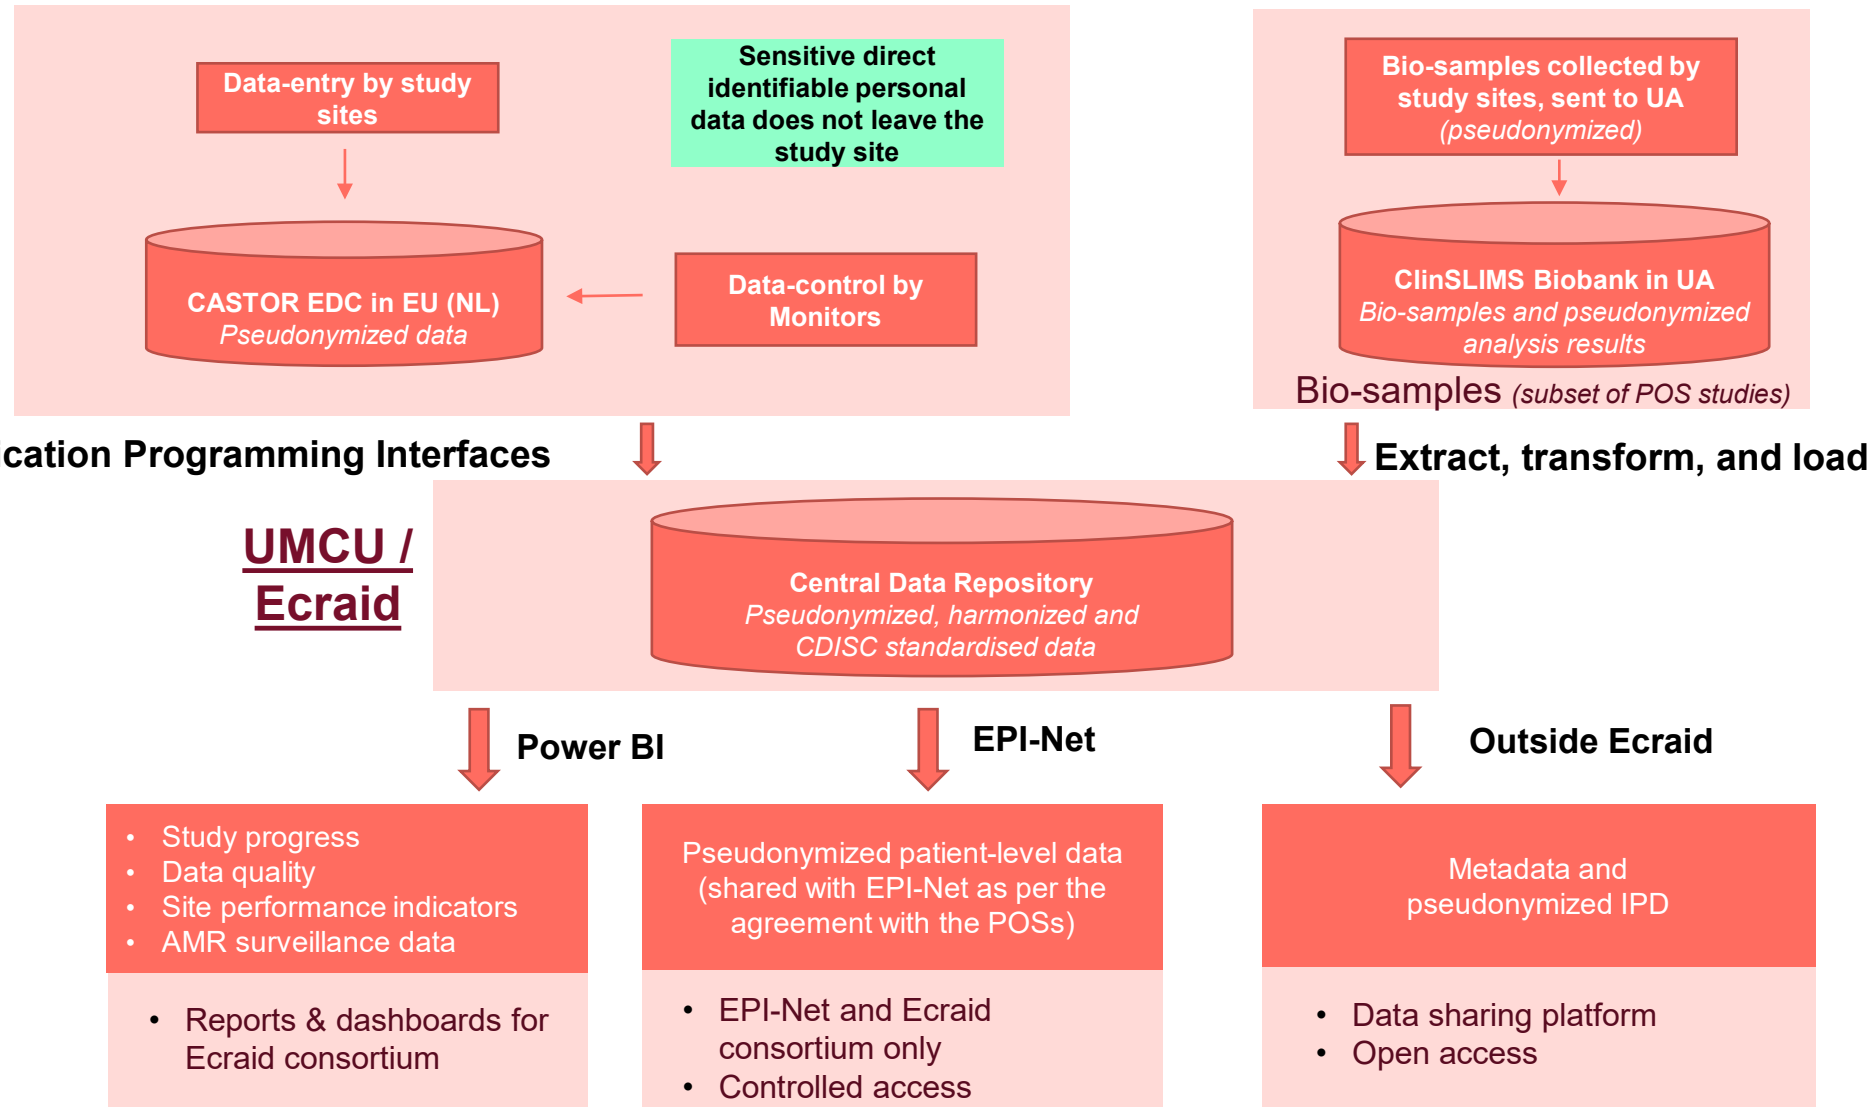 Data-entry by study
sites
Sensitive direct
identifiable personal
data does not leave the
study site
CASTOR EDC in EU (NL)
Pseudonymized data
Data-control by
Monitors
Bio-samples collected by
study sites, sent to UA
(pseudonymized)
ClinSLIMS Biobank in UA
Bio-samples and pseudonymized
analysis results
Bio-samples (subset of POS studies)
ication Programming Interfaces
Extract, transform, and load
UMCU /
Ecraid
Central Data Repository
Pseudonymized, harmonized and
CDISC standardised data
Power BI
EPI-Net
Outside Ecraid
• Study progress
• Data quality
• Site performance indicators
• AMR surveillance data
• Reports & dashboards for
Ecraid consortium
Pseudonymized patient-level data
(shared with EPI-Net as per the
agreement with the POSs)
• EPI-Net and Ecraid
consortium only
• Controlled access
Metadata and
pseudonymized IPD
• Data sharing platform
• Open access